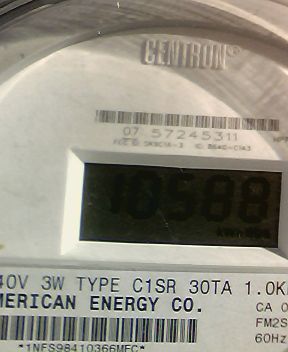 CENTRON®
07 57245311
10588
40V 3W TYPE C1SR 30TA 1.0K
MERICAN ENERGY CO.
CA 0
FM2S
60Hz
*1NFS98410366MFC*